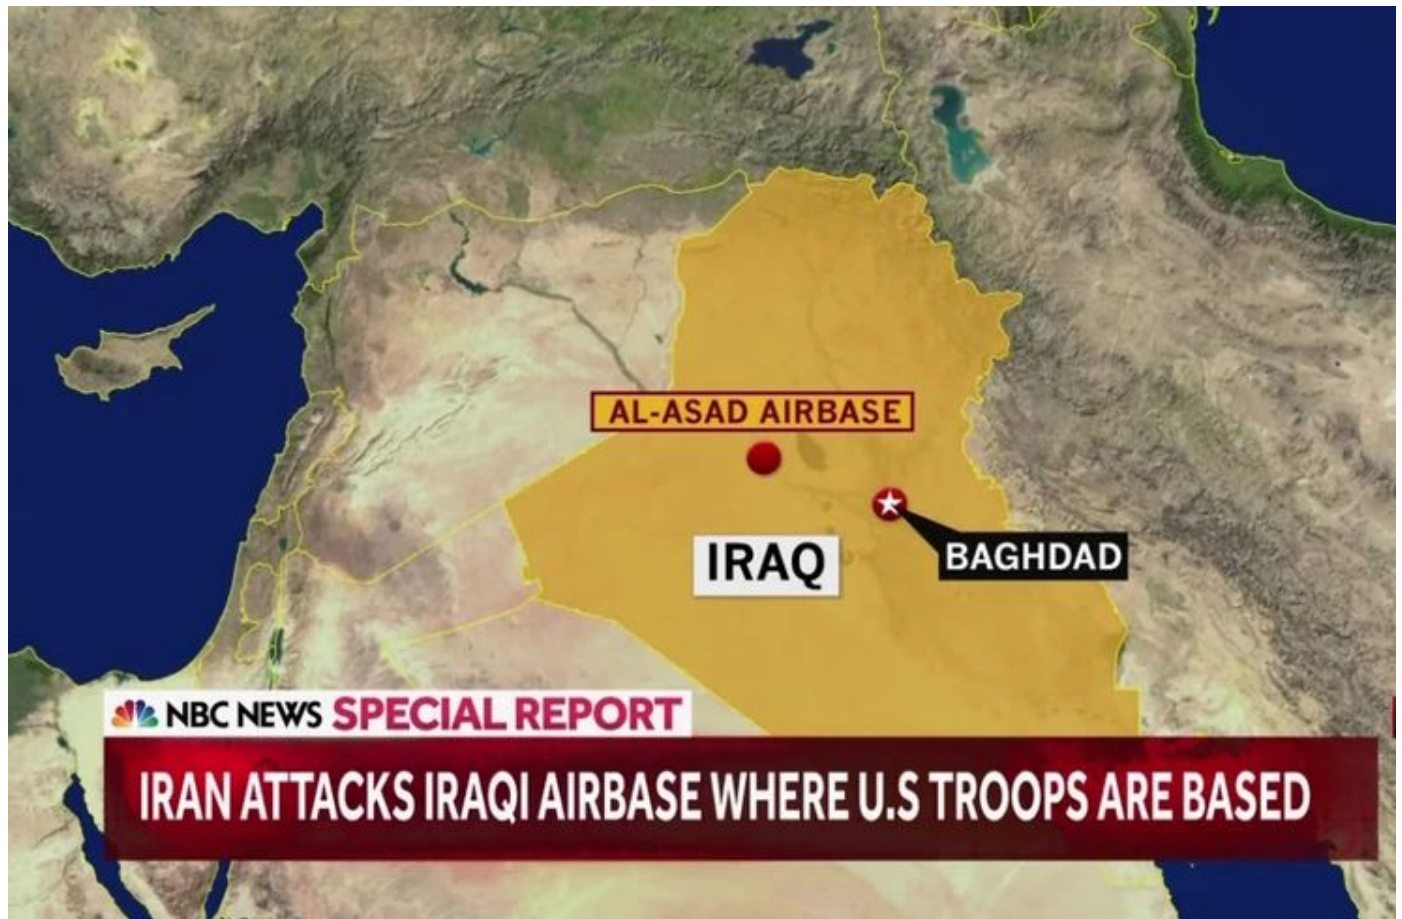 AL-ASAD AIRBASE
IRAQ
BAGHDAD
NBC NEWS SPECIAL REPORT
IRAN ATTACKS IRAQI AIRBASE WHERE U.S TROOPS ARE BASED